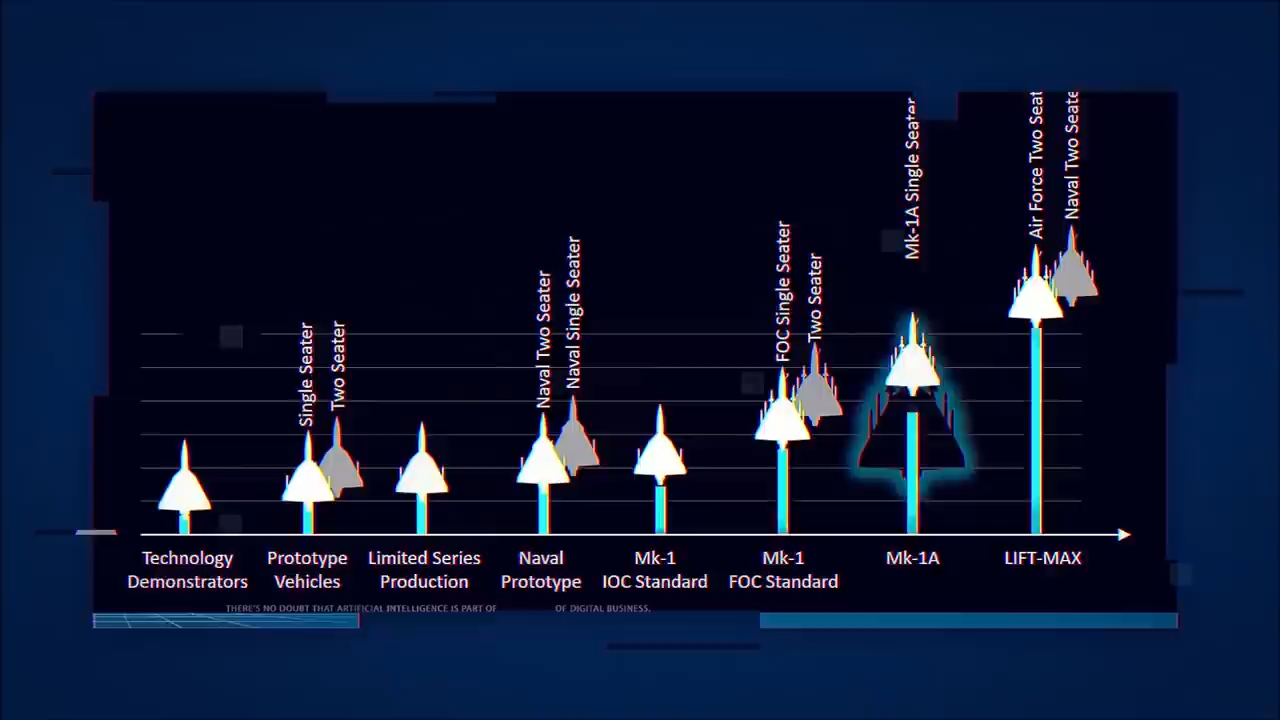 Single Seater
Two Seater
Naval Two Seater
Naval Single Seater
FOC Single Seater
Two Seater
Mk-1A Single Seater
Air Force Two Seat
Naval Two Seate
Technology
Demonstrators
Prototype
Vehicles
Limited Series
Production
Naval
Prototype
Mk-1
IOC Standard
Mk-1
FOC Standard
Mk-1A
LIFT-MAX
THERE'S NO DOUBT THAT ARTIFICIAL INTELLIGENCE IS PART OF OF DIGITAL BUSINESS.